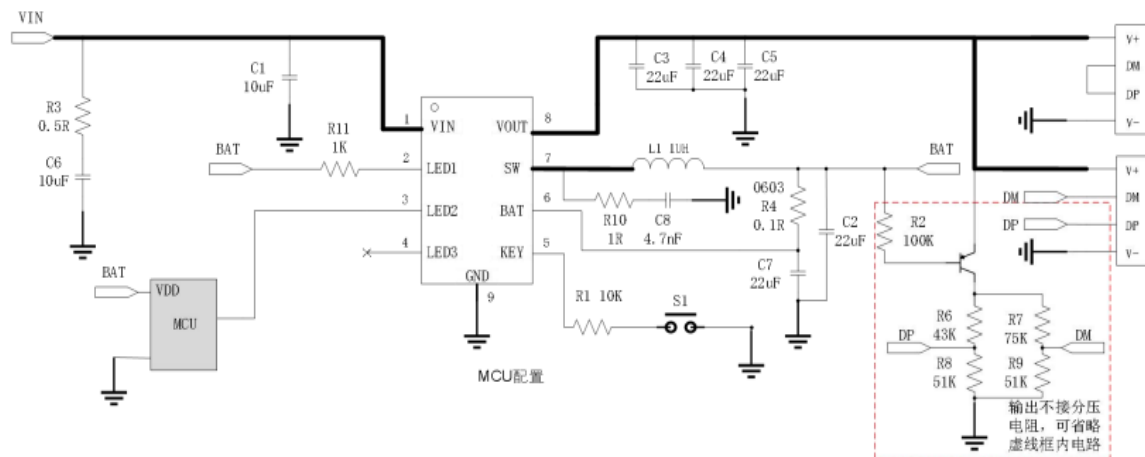 VIN
C1
10uF
R3
0.5R
C6
10uF
R11
1K
BAT
BAT
VDD
MCU
1
2
3
4
VIN
LED1
LED2
LED3
GND
9
VOUT
SW
BAT
KEY
8
7
6
5
C3
22uF
C4
22uF
C5
22uF
L1 1UH
BAT
R10
1R
C8
4.7nF
0603
R4
0.1R
C2
22uF
C7
22uF
R1 10K
S1
MCU配置
R2
100K
R6
43K
R7
75K
DP
DM
R8
51K
R9
51K
输出不接分压
电阻，可省略
虚线框内电路
V+
DM
DP
V-
DM
DP
V+
DM
DP
V-